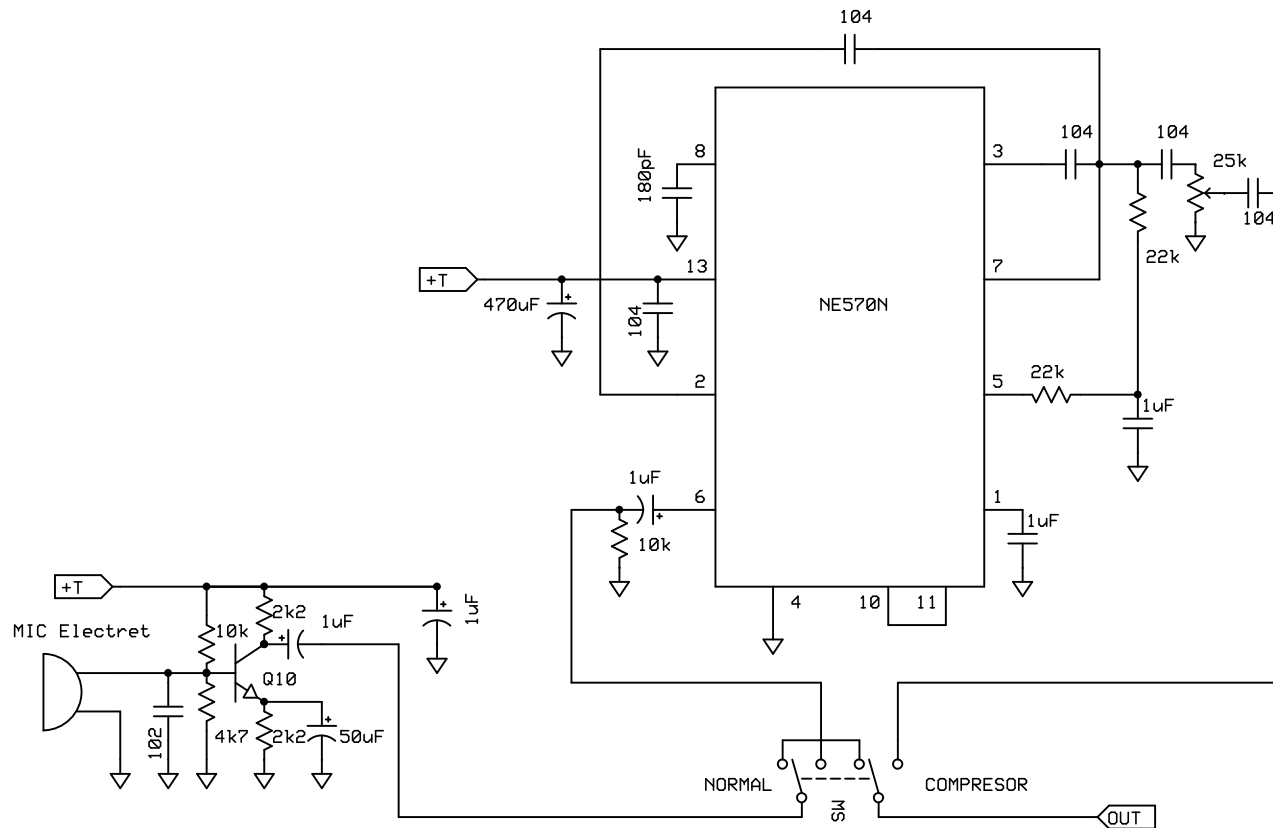 104
8
180pF
3
104
104
25k
104
22k
+T
13
470uF
104
7
NE570N
2
5
22k
1uF
1uF
6
10k
1
1uF
+T
4
10
11
MIC Electret
10k
2k2
1uF
1uF
Q10
102
4k7
2k2
50uF
NORMAL
COMPRESOR
MS
OUT